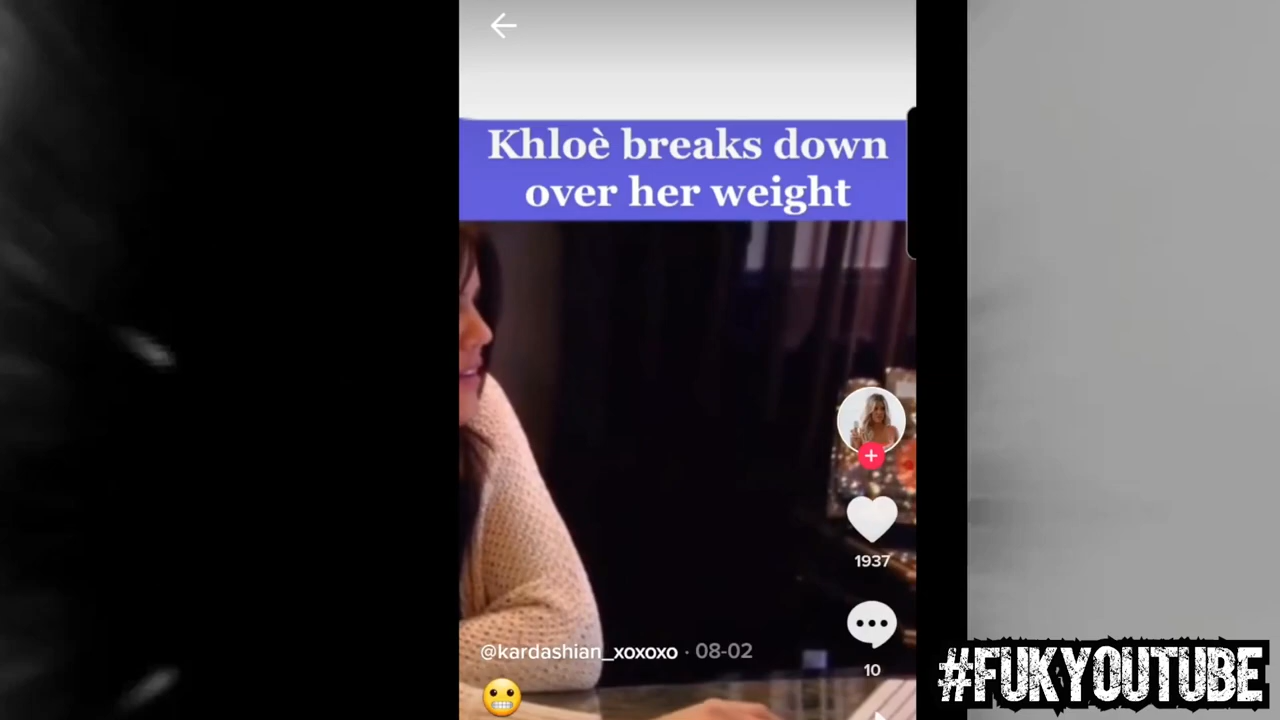 Khloè breaks down
over her weight
1937
@kardashian_xoxoxo · 08-02
10
😬
#FUKYOUTUBE